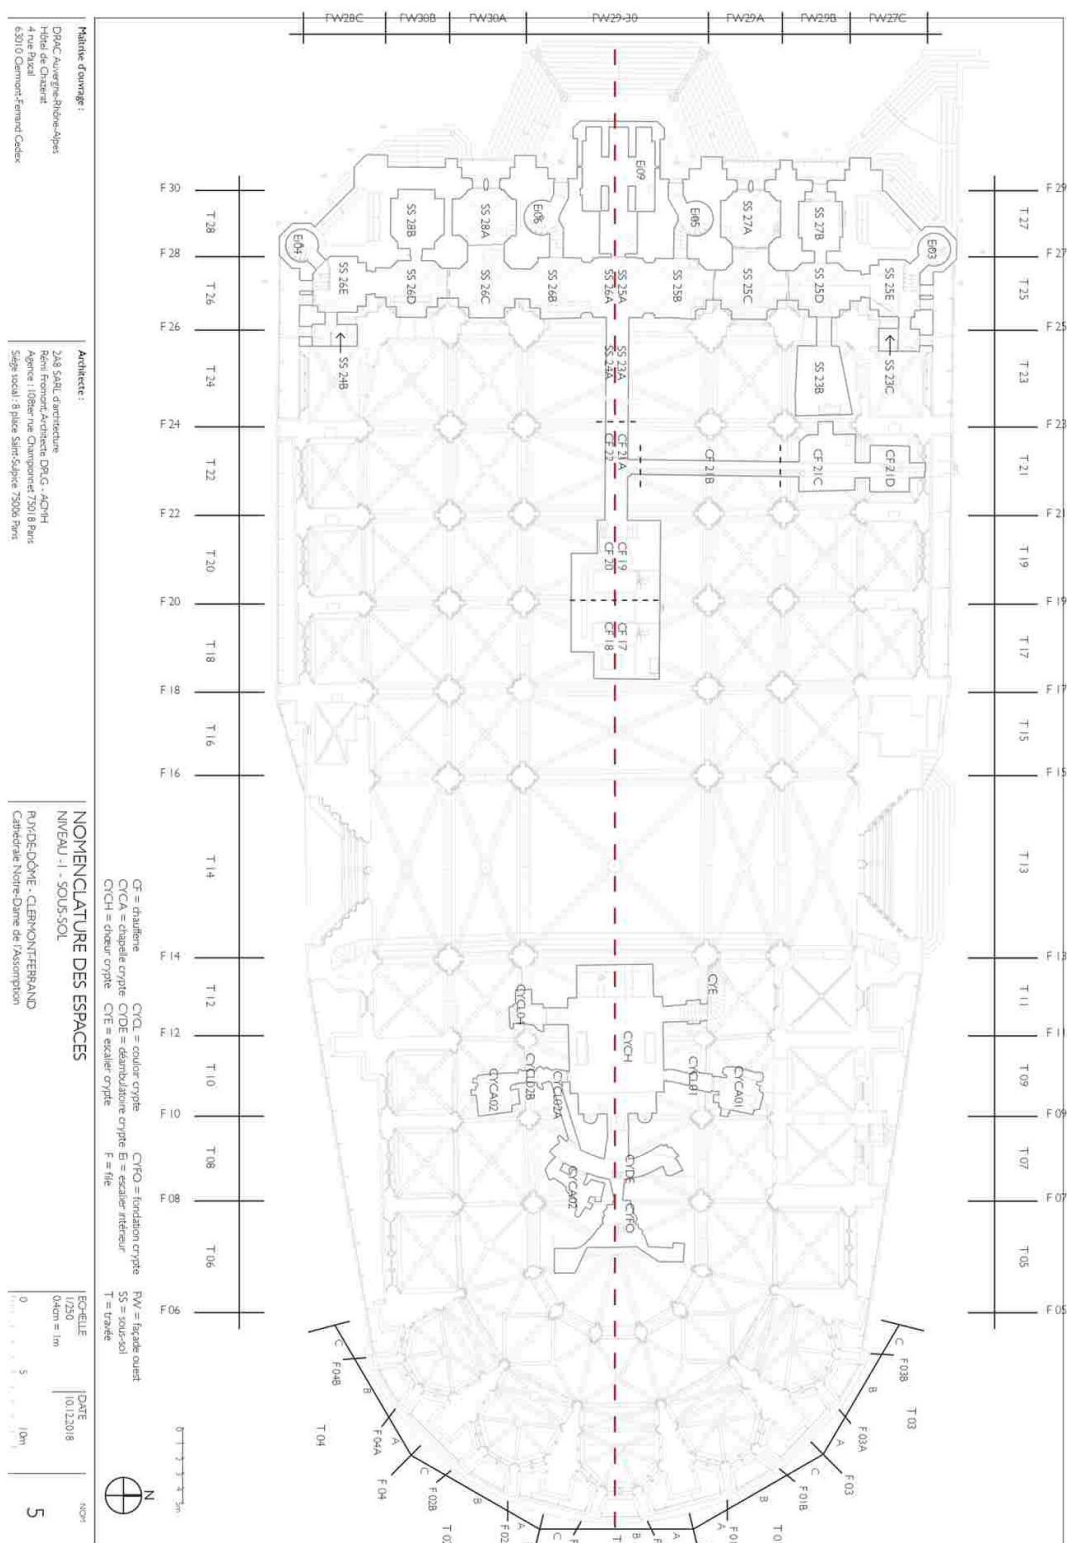 FW28C
FW30B
FW30A
FW29-30
FW29A
FW29B
FW27C
F 30
T 28
F 28
T 26
F 26
T 24
F 24
T 22
F 22
T 20
F 20
T 18
F 18
T 16
F 16
T 14
F 14
T 12
F 12
T 10
F 10
T 08
F 08
T 06
F 06
F 29
T 27
F 27
T 25
F 25
T 23
F 23
T 21
F 21
T 19
F 19
T 17
F 17
T 15
F 15
T 13
F 13
T 11
F 11
T 09
F 09
T 07
F 07
T 05
F 05
Ei09
SS 28B
SS 28A
Ei06
Ei05
SS 27A
SS 27B
Ei04
Ei03
SS 26E
SS 26D
SS 26C
SS 26B
SS 26A
SS 25A
SS 25B
SS 25C
SS 25D
SS 25E
SS 24B
SS 24A
SS 23A
SS 23B
SS 23C
CF 22
CF 21A
CF 21B
CF 21C
CF 21D
CF 20
CF 19
CF 18
CF 17
CYCL04
CYE
CYCH
CYCA02
CYCL02B
CYCL02A
CYCL01
CYCA01
CYDE
CYCA02
CYFO
C
F 04B
B
T 04
F 04A
A
F 04
C
F 02B
B
A
C
B
A
F 01B
B
C
F 03
A
F 03A
B
T 03
F 03B
C
Maîtrise d'ouvrage :
DRAC Auvergne-Rhône-Alpes
Hôtel de Chazerat
4 rue Pascal
63010 Clermont-Ferrand Cedex
Architecte :
2A8 SARL d'architecture
Rémi Fromont, Architecte DPLG - ACMH
Agence : 108ter rue Championnet 75018 Paris
Siège social : 8 place Saint-Sulpice 75006 Paris
NOMENCLATURE DES ESPACES
NIVEAU -1 - SOUS-SOL
PUY-DE-DÔME - CLERMONT-FERRAND
Cathédrale Notre-Dame de l'Assomption
CF = chaufferie
CYCA = chapelle crypte
CYCH = chœur crypte
CYCL = couloir crypte
CYDE = déambulatoire crypte
CYE = escalier crypte
CYFO = fondation crypte
Ei = escalier intérieur
F = file
FW = façade ouest
SS = sous-sol
T = travée
ECHELLE
1/250
0.4cm = 1m
0 5 10m
DATE
10.12.2018
0 1 2 3 4 5m
N
5